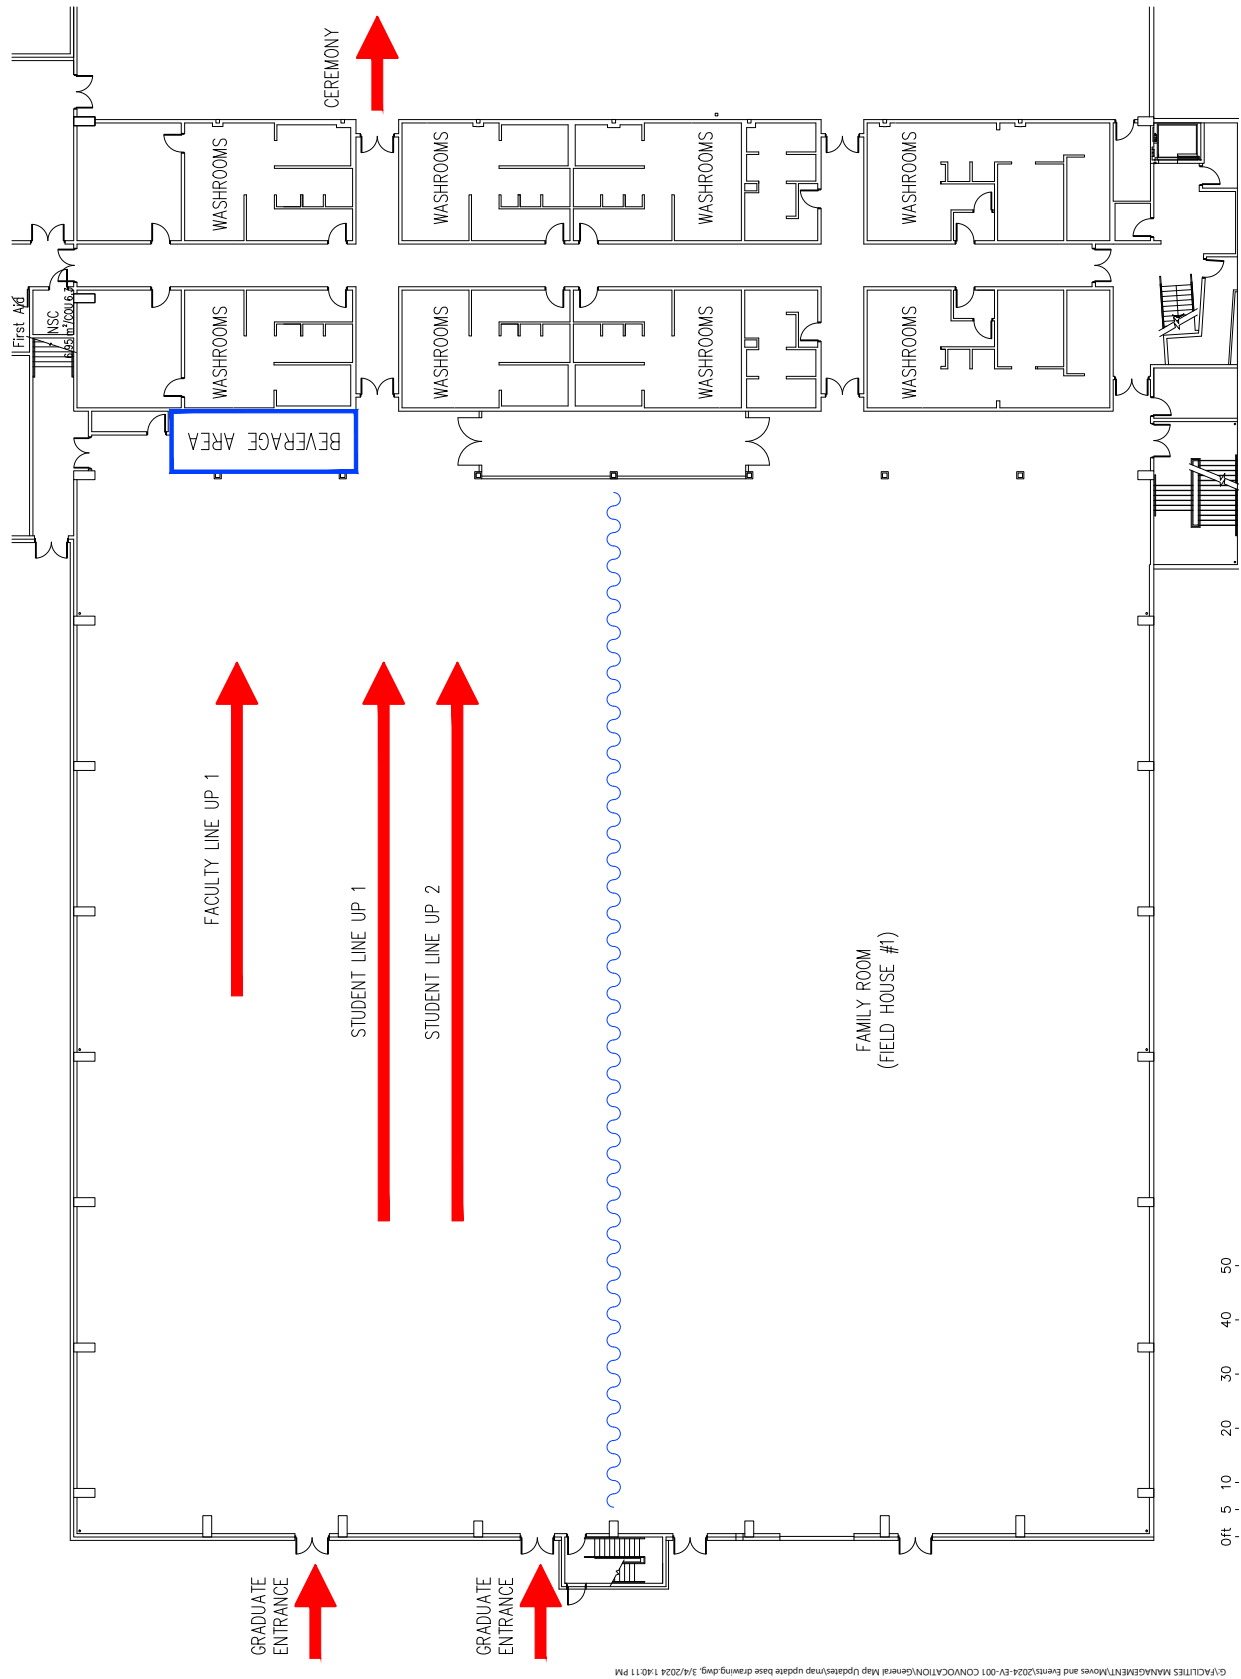 CEREMONY
WASHROOMS
WASHROOMS
WASHROOMS
WASHROOMS
First Aid
NSC
WASHROOMS
WASHROOMS
WASHROOMS
WASHROOMS
BEVERAGE AREA
FACULTY LINE UP 1
STUDENT LINE UP 1
STUDENT LINE UP 2
FAMILY ROOM
(FIELD HOUSE #1)
GRADUATE
ENTRANCE
GRADUATE
ENTRANCE
0ft 5 10 20 30 40 50
G:\FACILITIES MANAGEMENT\Moves and Events\2024-EV-001 CONVOCATION\General Map Updates\map update base drawing.dwg, 3/4/2024 1:40:11 PM